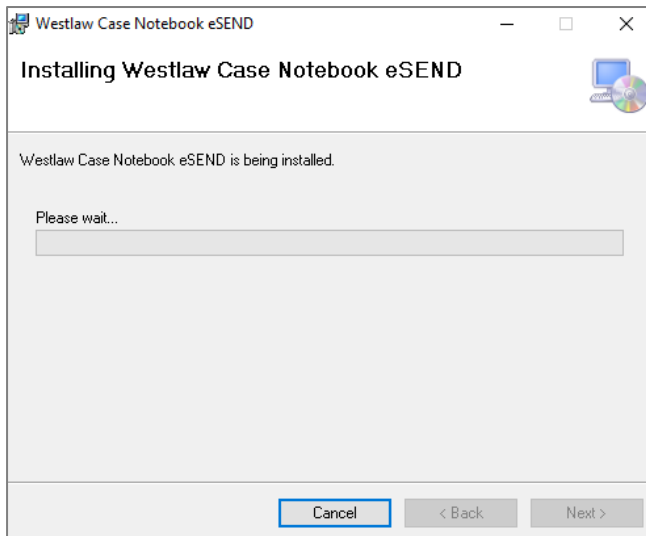 Westlaw Case Notebook eSEND
Installing Westlaw Case Notebook eSEND
Westlaw Case Notebook eSEND is being installed.
Please wait...
Cancel
< Back
Next >